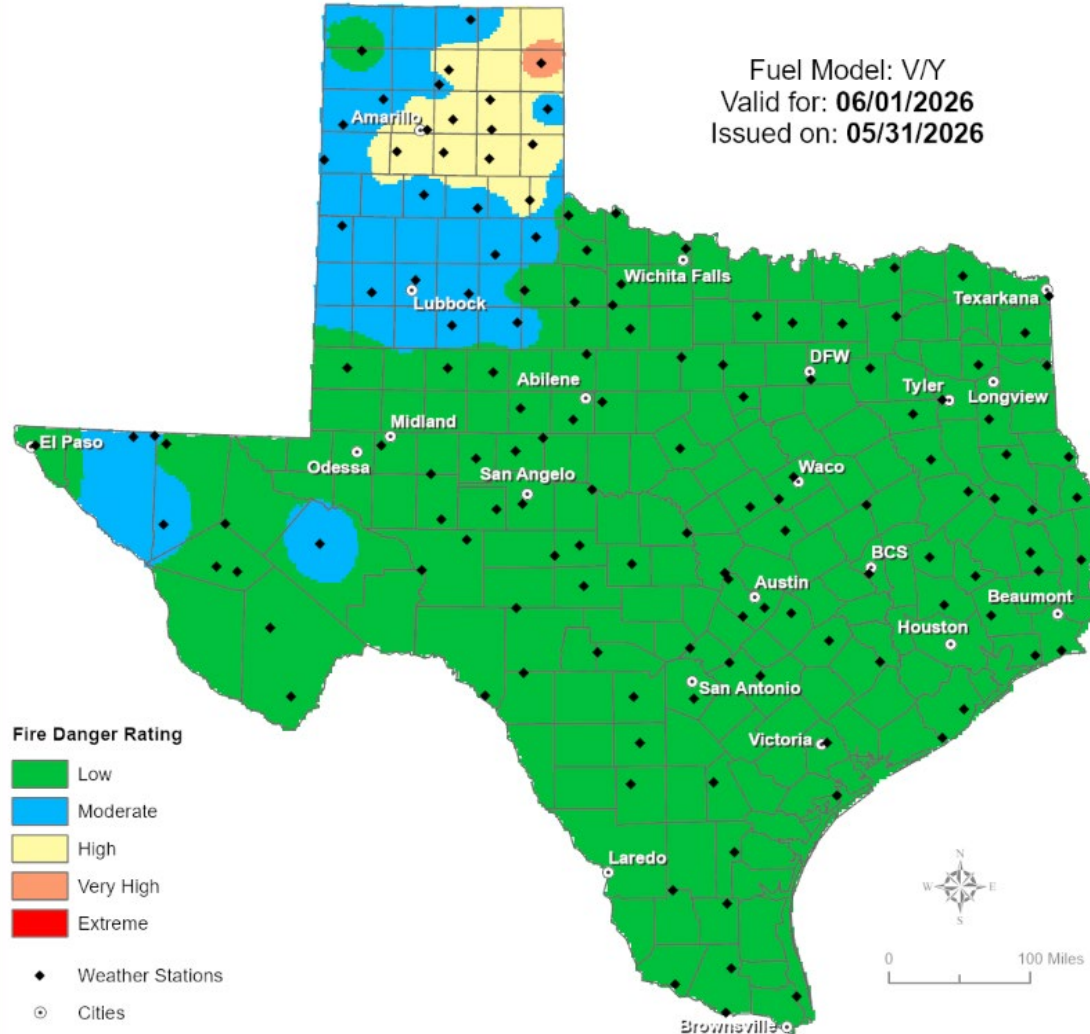 Fuel Model: V/Y
Valid for: 06/01/2026
Issued on: 05/31/2026
Amarillo
Wichita Falls
Lubbock
Texarkana
DFW
Abilene
Tyler
Longview
Midland
El Paso
Odessa
San Angelo
Waco
BCS
Austin
Beaumont
Houston
San Antonio
Victoria
Laredo
Brownsville
Fire Danger Rating
Low
Moderate
High
Very High
Extreme
Weather Stations
Cities
N
W E
S
0 100 Miles